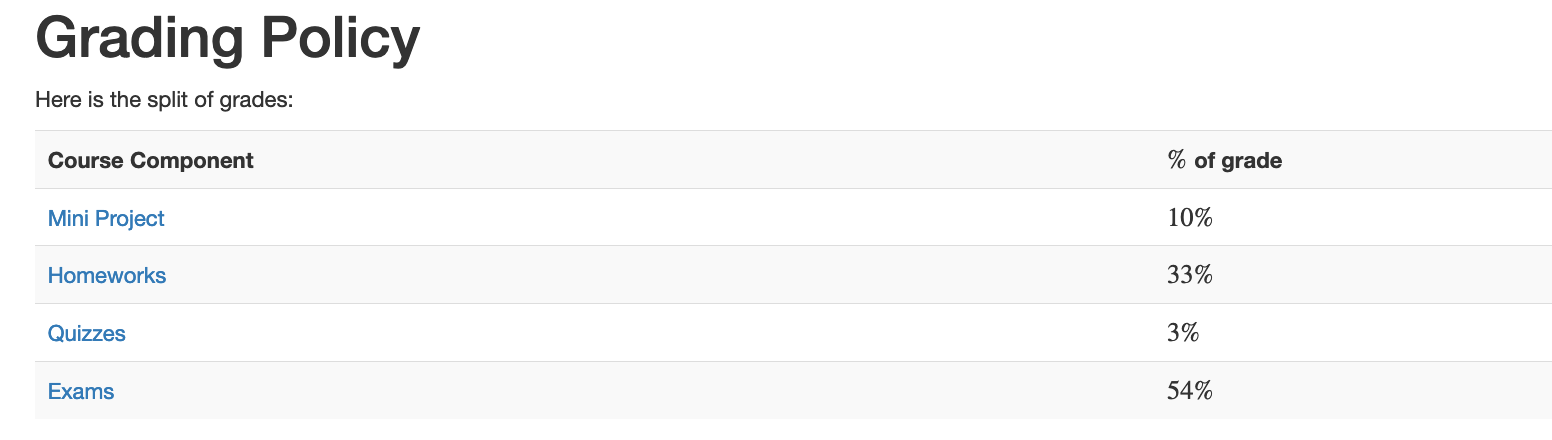 Grading Policy
Here is the split of grades:
Course Component % of grade
Mini Project 10%
Homeworks 33%
Quizzes 3%
Exams 54%